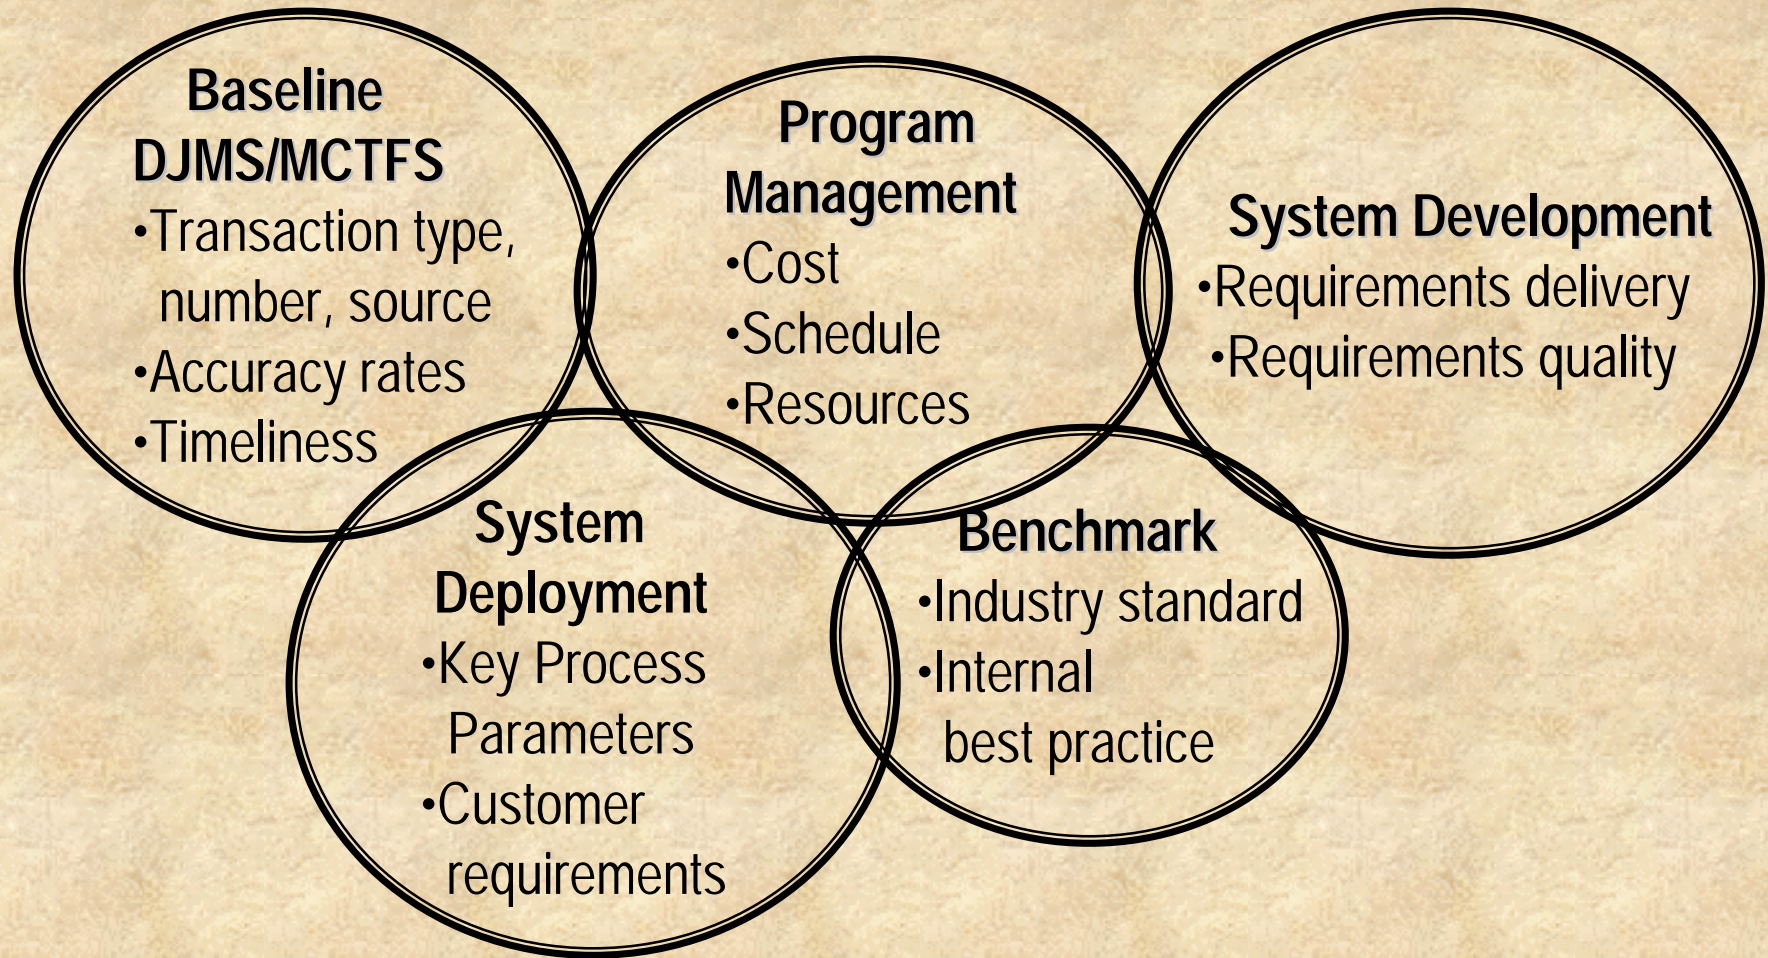 Baseline
DJMS/MCTFS
•Transaction type,
number, source
•Accuracy rates
•Timeliness
Program
Management
•Cost
•Schedule
•Resources
System Development
•Requirements delivery
•Requirements quality
System
Deployment
•Key Process
Parameters
•Customer
requirements
Benchmark
•Industry standard
•Internal
best practice